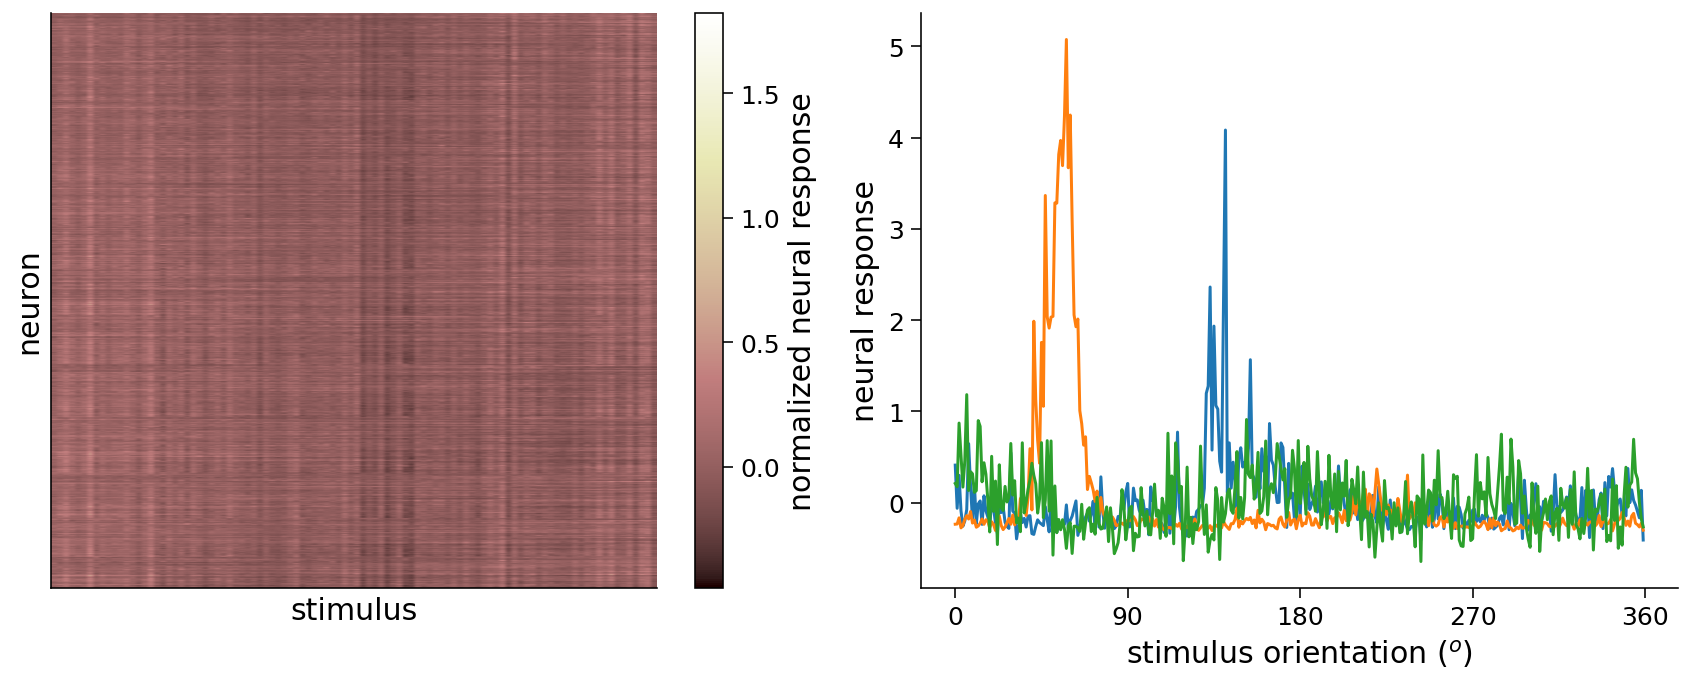 neuron
stimulus
1.5
1.0
0.5
0.0
normalized neural response
neural response
5
4
3
2
1
0
0 90 180 270 360
stimulus orientation (º)